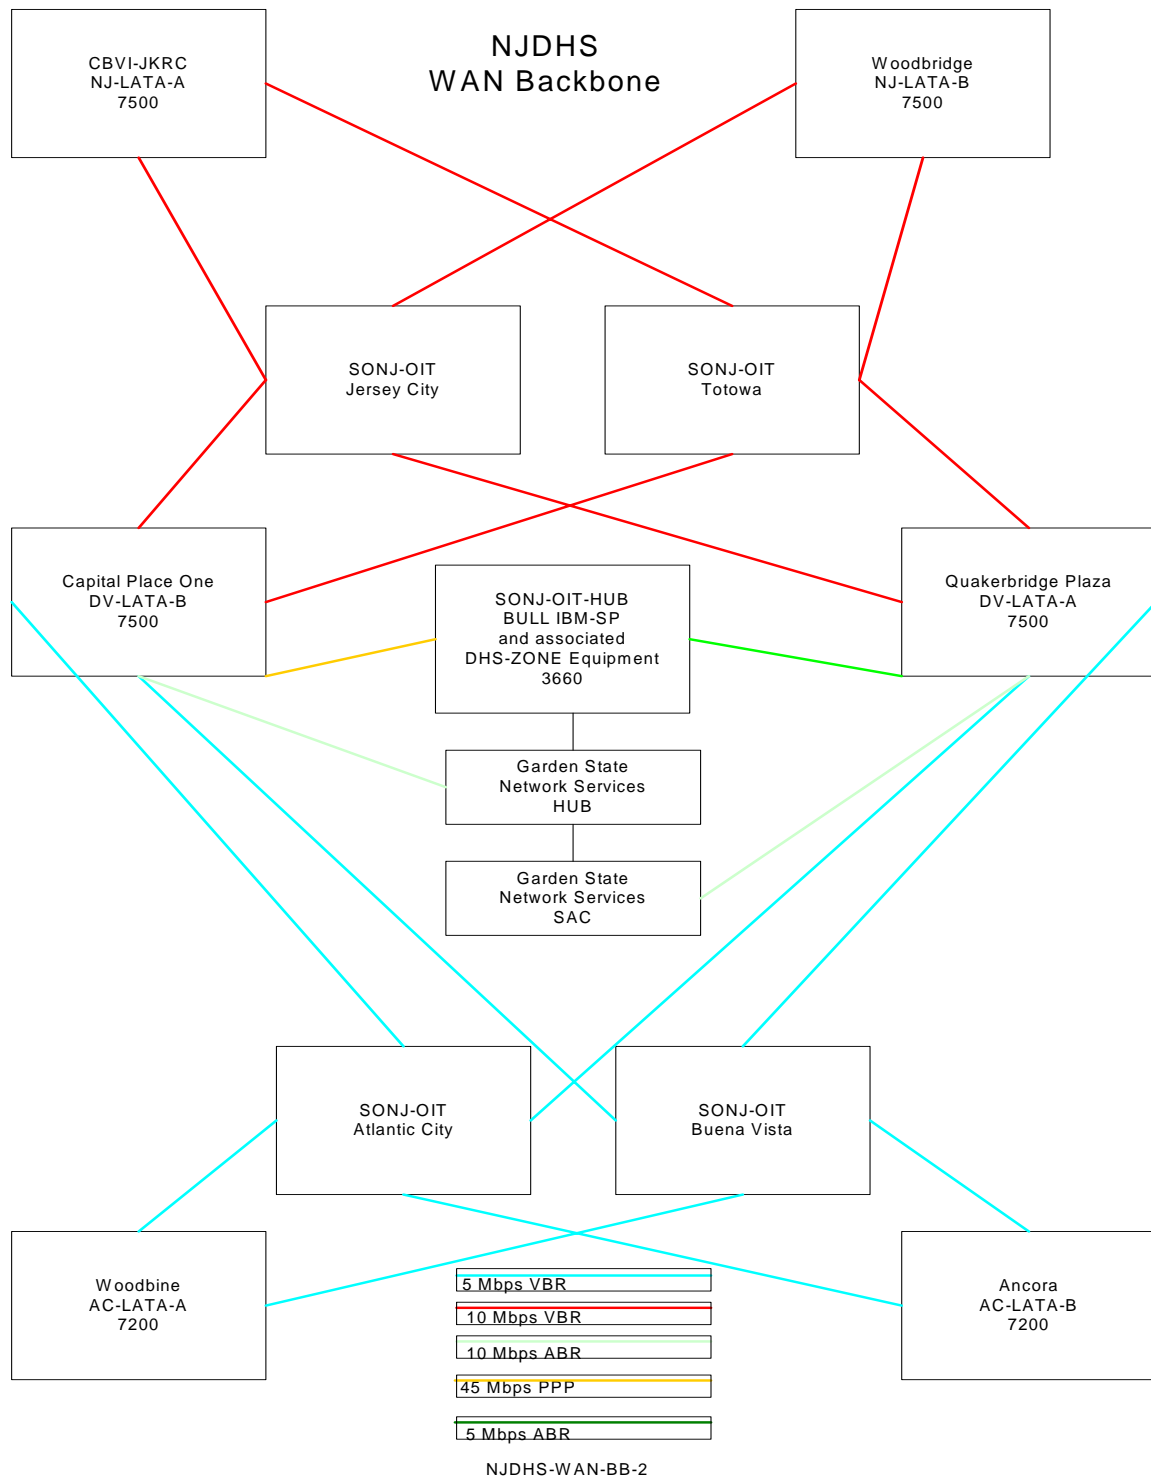 NJDHS
WAN Backbone
CBVI-JKRC
NJ-LATA-A
7500
Woodbridge
NJ-LATA-B
7500
SONJ-OIT
Jersey City
SONJ-OIT
Totowa
Capital Place One
DV-LATA-B
7500
SONJ-OIT-HUB
BULL IBM-SP
and associated
DHS-ZONE Equipment
3660
Quakerbridge Plaza
DV-LATA-A
7500
Garden State
Network Services
HUB
Garden State
Network Services
SAC
SONJ-OIT
Atlantic City
SONJ-OIT
Buena Vista
Woodbine
AC-LATA-A
7200
Ancora
AC-LATA-B
7200
5 Mbps VBR
10 Mbps VBR
10 Mbps ABR
45 Mbps PPP
5 Mbps ABR
NJDHS-WAN-BB-2